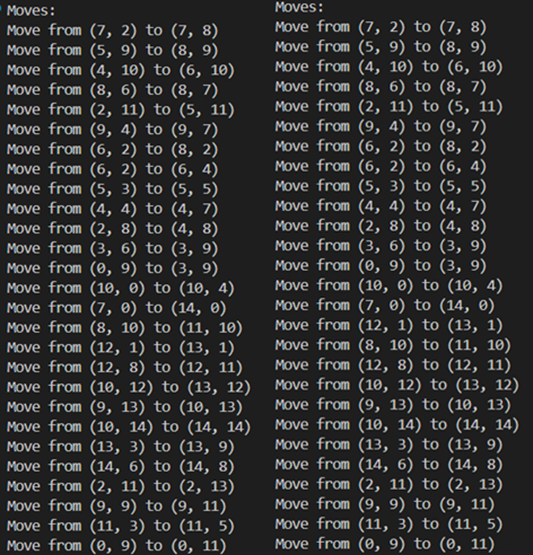 Moves:
Move from (7, 2) to (7, 8)
Move from (5, 9) to (8, 9)
Move from (4, 10) to (6, 10)
Move from (8, 6) to (8, 7)
Move from (2, 11) to (5, 11)
Move from (9, 4) to (9, 7)
Move from (6, 2) to (8, 2)
Move from (6, 2) to (6, 4)
Move from (5, 3) to (5, 5)
Move from (4, 4) to (4, 7)
Move from (2, 8) to (4, 8)
Move from (3, 6) to (3, 9)
Move from (0, 9) to (3, 9)
Move from (10, 0) to (10, 4)
Move from (7, 0) to (14, 0)
Move from (8, 10) to (11, 10)
Move from (12, 1) to (13, 1)
Move from (12, 8) to (12, 11)
Move from (10, 12) to (13, 12)
Move from (9, 13) to (10, 13)
Move from (10, 14) to (14, 14)
Move from (13, 3) to (13, 9)
Move from (14, 6) to (14, 8)
Move from (2, 11) to (2, 13)
Move from (9, 9) to (9, 11)
Move from (11, 3) to (11, 5)
Move from (0, 9) to (0, 11)
Moves:
Move from (7, 2) to (7, 8)
Move from (5, 9) to (8, 9)
Move from (4, 10) to (6, 10)
Move from (8, 6) to (8, 7)
Move from (2, 11) to (5, 11)
Move from (9, 4) to (9, 7)
Move from (6, 2) to (8, 2)
Move from (6, 2) to (6, 4)
Move from (5, 3) to (5, 5)
Move from (4, 4) to (4, 7)
Move from (2, 8) to (4, 8)
Move from (3, 6) to (3, 9)
Move from (0, 9) to (3, 9)
Move from (10, 0) to (10, 4)
Move from (7, 0) to (14, 0)
Move from (12, 1) to (13, 1)
Move from (8, 10) to (11, 10)
Move from (12, 8) to (12, 11)
Move from (10, 12) to (13, 12)
Move from (9, 13) to (10, 13)
Move from (10, 14) to (14, 14)
Move from (13, 3) to (13, 9)
Move from (14, 6) to (14, 8)
Move from (2, 11) to (2, 13)
Move from (9, 9) to (9, 11)
Move from (11, 3) to (11, 5)
Move from (0, 9) to (0, 11)